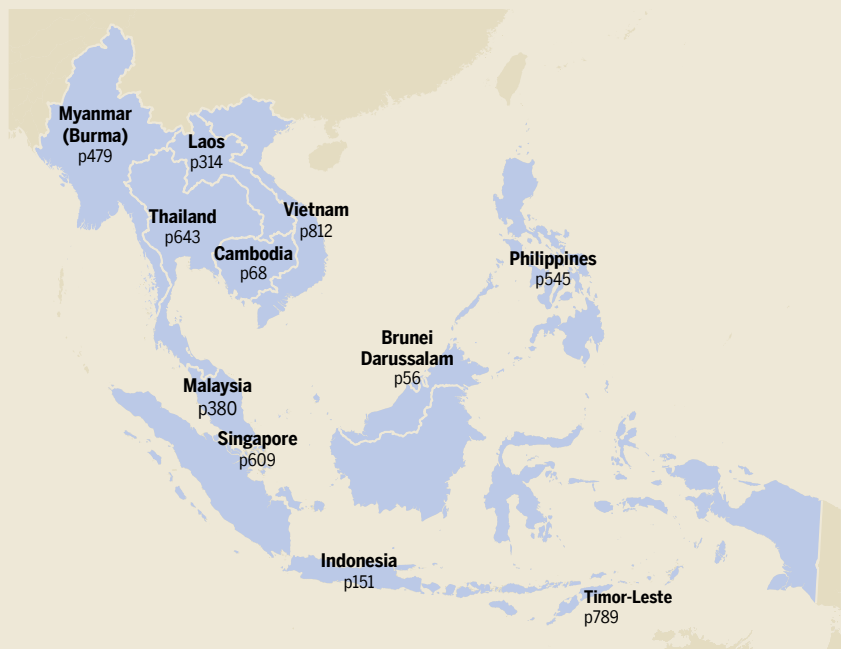 Myanmar
(Burma)
p479
Laos
p314
Thailand
p643
Vietnam
p812
Cambodia
p68
Philippines
p545
Brunei
Darussalam
p56
Malaysia
p380
Singapore
p609
Indonesia
p151
Timor-Leste
p789